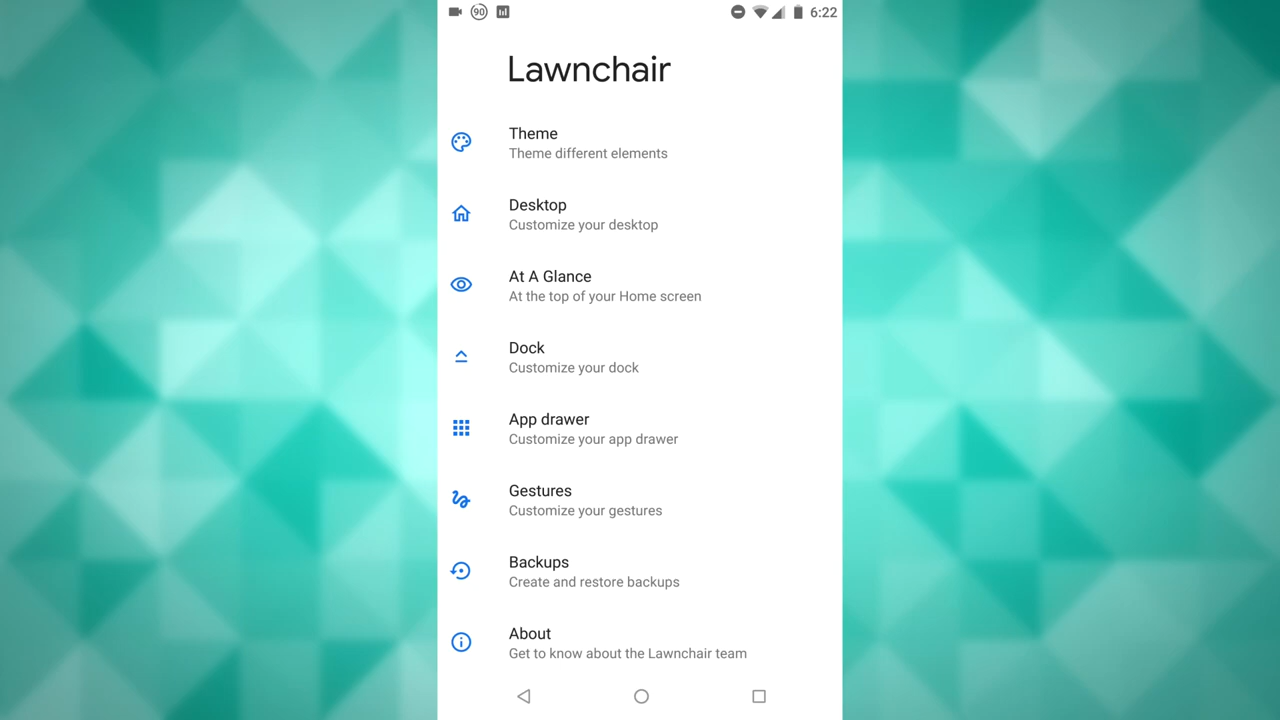 90
6:22
Lawnchair
Theme
Theme different elements
Desktop
Customize your desktop
At A Glance
At the top of your Home screen
Dock
Customize your dock
App drawer
Customize your app drawer
Gestures
Customize your gestures
Backups
Create and restore backups
About
Get to know about the Lawnchair team